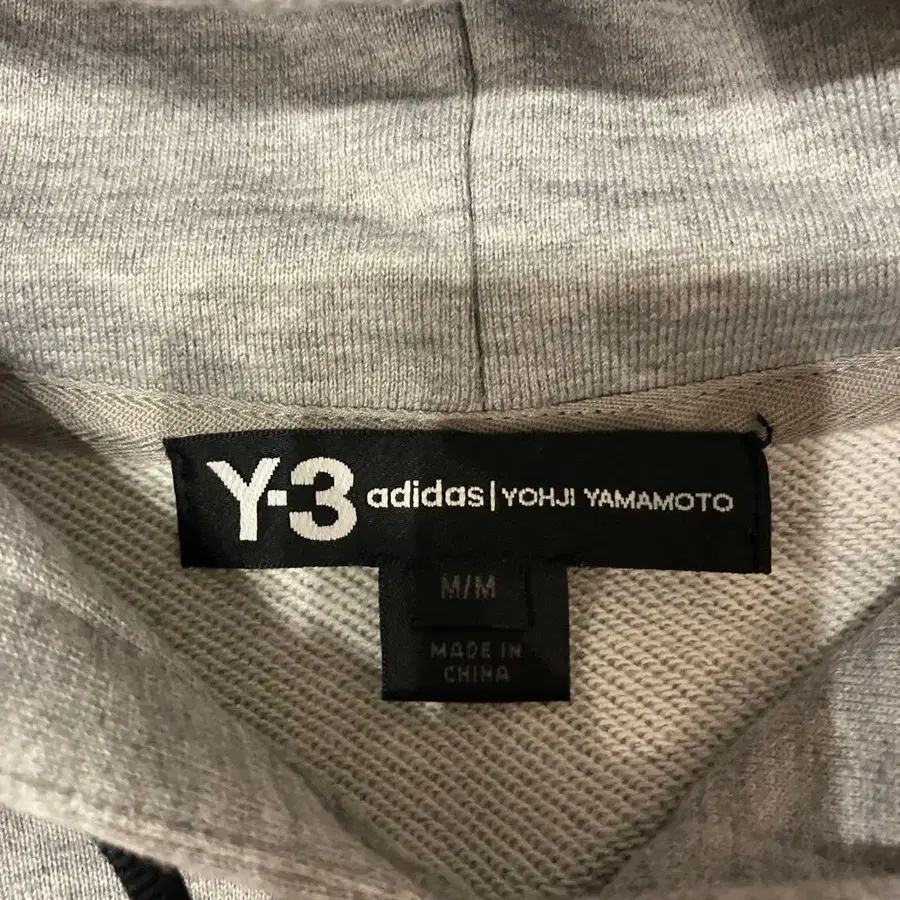 Y-3 adidas | YOHJI YAMAMOTO
M/M
MADE IN
CHINA